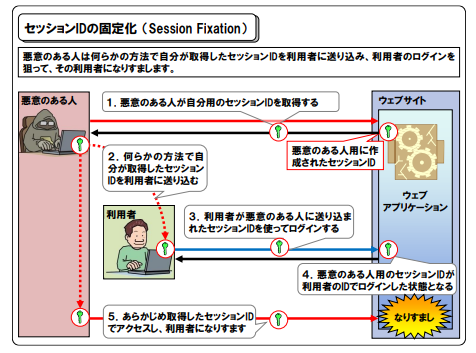 セッションIDの固定化（Session Fixation）
悪意のある人は何らかの方法で自分が取得したセッションIDを利用者に送り込み、利用者のログインを
狙って、その利用者になりすまします。
悪意のある人
ウェブサイト
1．悪意のある人が自分用のセッションIDを取得する
悪意のある人用に作
成されたセッションID
2．何らかの方法で自
分が取得したセッション
IDを利用者に送り込む
ウェブ
アプリケーション
利用者
3．利用者が悪意のある人に送り込ま
れたセッションIDを使ってログインする
4．悪意のある人用のセッションIDが
利用者のIDでログインした状態となる
5．あらかじめ取得したセッションID
でアクセスし、利用者になりすます
なりすまし